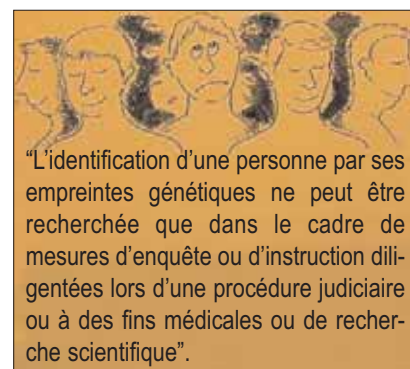 “L’identification d’une personne par ses
empreintes génétiques ne peut être
recherchée que dans le cadre de
mesures d’enquête ou d’instruction dili-
gentées lors d’une procédure judiciaire
ou à des fins médicales ou de recher-
che scientifique”.